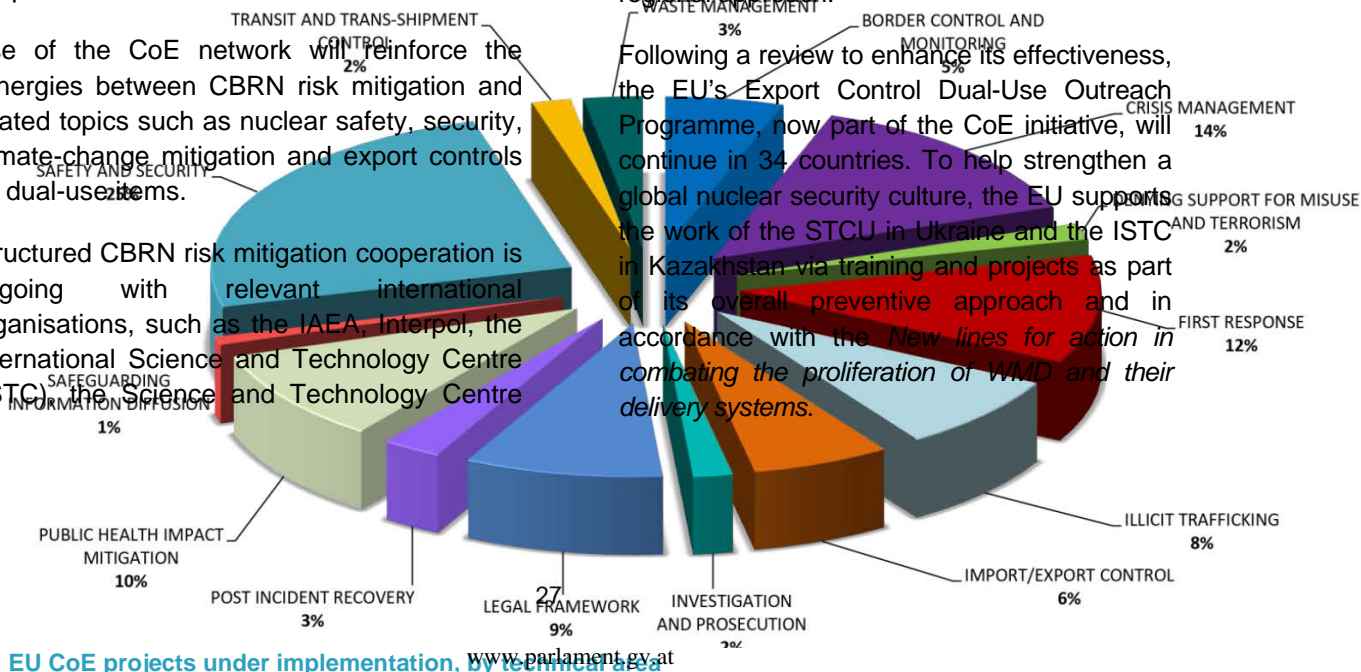 se of the CoE network will reinforce the
nergies between CBRN risk mitigation and
ated topics such as nuclear safety, security,
mate-change mitigation and export controls
dual-use items.
ructured CBRN risk mitigation cooperation is
going with relevant international
ganisations, such as the IAEA, Interpol, the
ernational Science and Technology Centre
STC), the Science and Technology Centre
Following a review to enhance its effectiveness,
the EU's Export Control Dual-Use Outreach
Programme, now part of the CoE initiative, will
continue in 34 countries. To help strengthen a
global nuclear security culture, the EU supports
the work of the STCU in Ukraine and the ISTC
in Kazakhstan via training and projects as part
of its overall preventive approach and in
accordance with the New lines for action in
combating the proliferation of WMD and their
delivery systems.
TRANSIT AND TRANS-SHIPMENT
CONTROL
2%
WASTE MANAGEMENT
3%
BORDER CONTROL AND
MONITORING
5%
CRISIS MANAGEMENT
14%
DENYING SUPPORT FOR MISUSE
AND TERRORISM
2%
FIRST RESPONSE
12%
ILLICIT TRAFFICKING
8%
IMPORT/EXPORT CONTROL
6%
INVESTIGATION
AND PROSECUTION
2%
LEGAL FRAMEWORK
9%
POST INCIDENT RECOVERY
3%
PUBLIC HEALTH IMPACT
MITIGATION
10%
SAFEGUARDING
INFORMATION DIFFUSION
1%
SAFETY AND SECURITY
27
EU CoE projects under implementation, by technical area
www.parlament.gv.at